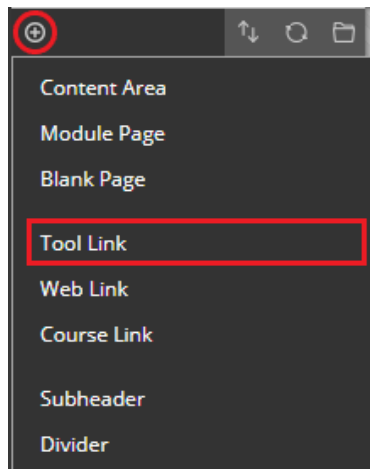 Content Area
Module Page
Blank Page
Tool Link
Web Link
Course Link
Subheader
Divider